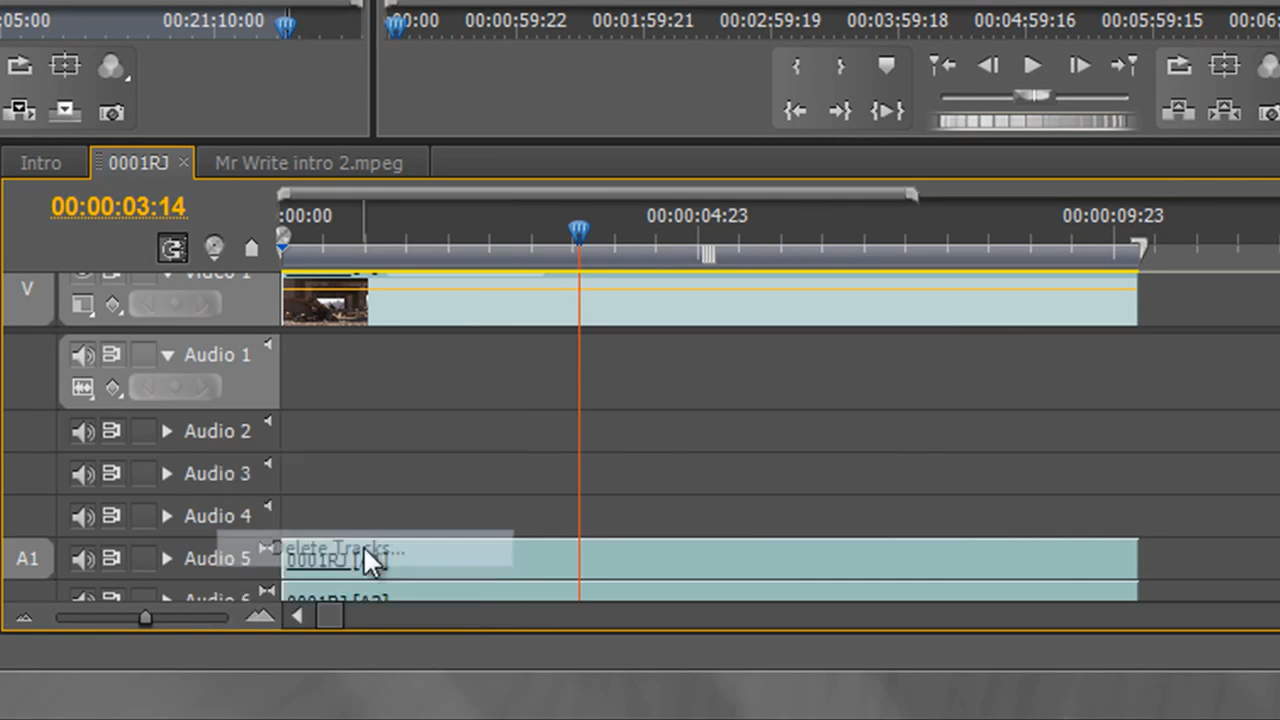 :05:00 00:21:10:00 00:00 00:00:59:22 00:01:59:21 00:02:59:19 00:03:59:18 00:04:59:16 00:05:59:15 00:06:
Intro 0001RJ × Mr Write intro 2.mpeg
00:00:03:14 :00:00 00:00:04:23 00:00:09:23
V Video 1
Audio 1
Audio 2
Audio 3
Audio 4
Delete Tracks...
A1 Audio 5 0001RJ [A1]
Audio 6 0001RJ [A2]